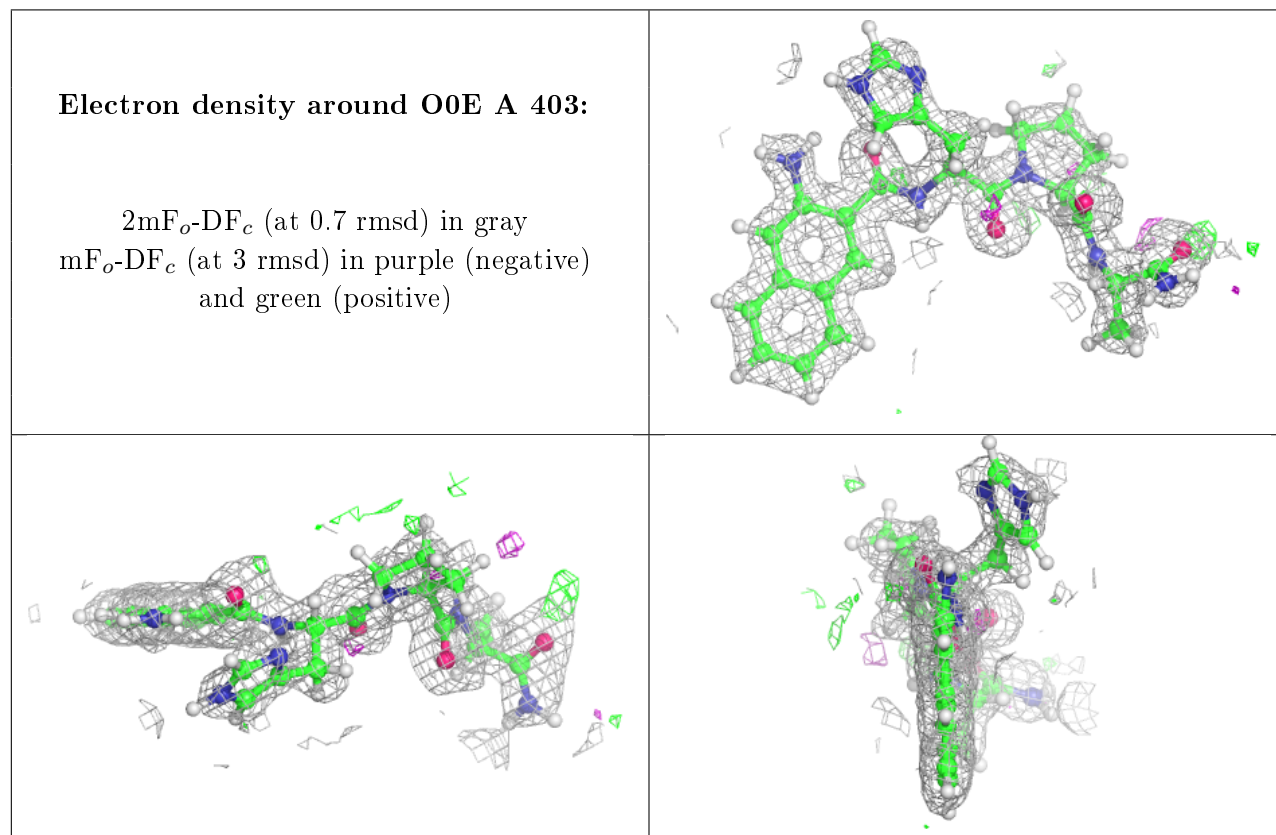 Electron density around O0E A 403:
2mFₒ-DF𝒸 (at 0.7 rmsd) in gray
mFₒ-DF𝒸 (at 3 rmsd) in purple (negative)
and green (positive)